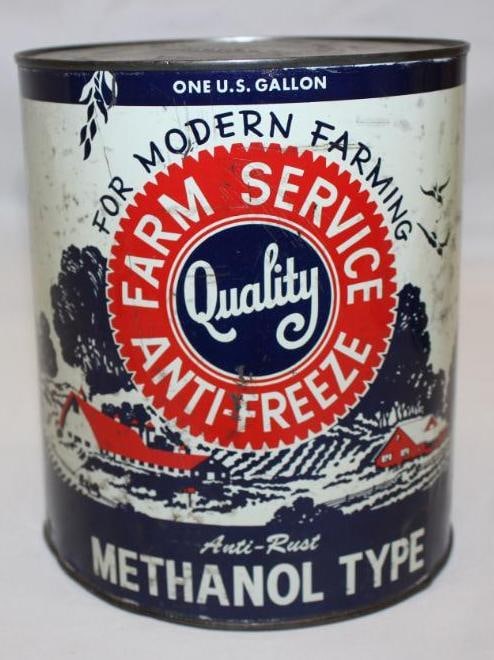 ONE U.S. GALLON
FOR MODERN FARMING
FARM SERVICE
Quality
ANTI-FREEZE
Anti-Rust
METHANOL TYPE